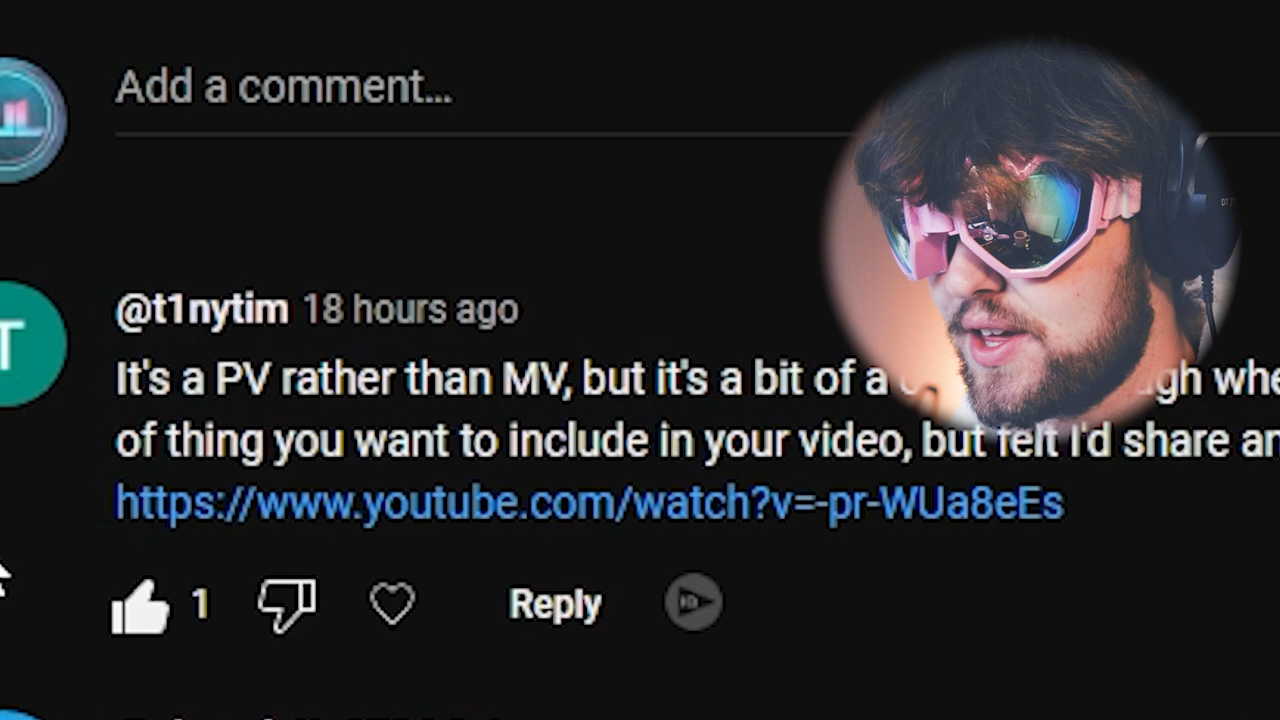 Add a comment...
@t1nytim 18 hours ago
T
It's a PV rather than MV, but it's a bit of a
of thing you want to include in your video, but felt I'd share
https://www.youtube.com/watch?v=-pr-WUa8eEs
1
Reply